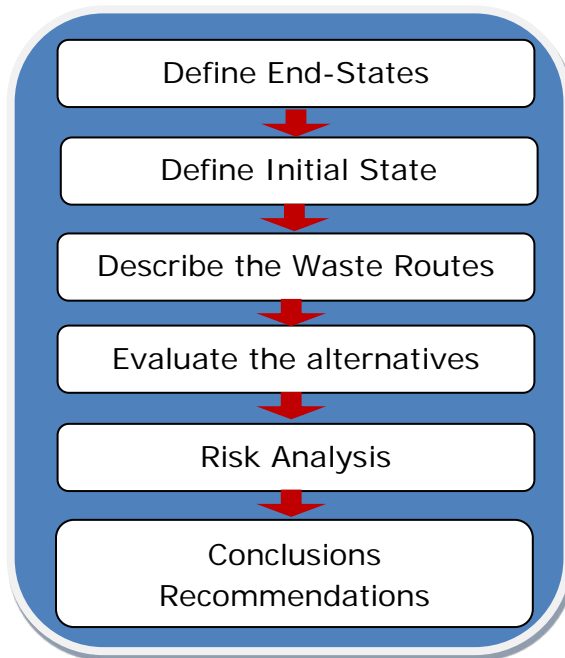 Define End-States
Define Initial State
Describe the Waste Routes
Evaluate the alternatives
Risk Analysis
Conclusions
Recommendations